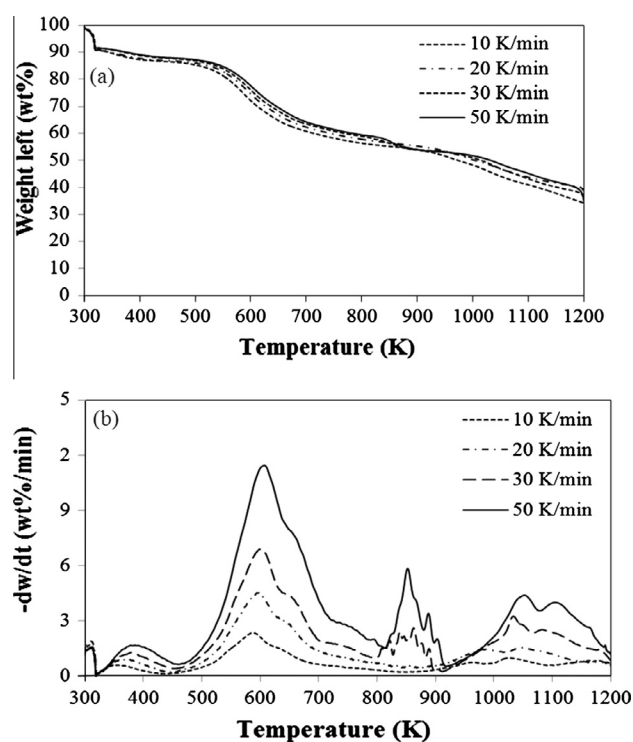 100
90
80
70
60
50
40
30
20
10
0
Weight left (wt%)
(a)
10 K/min
20 K/min
30 K/min
50 K/min
300 400 500 600 700 800 900 1000 1100 1200
Temperature (K)
5
2
9
6
3
0
-dw/dt (wt%/min)
(b)
10 K/min
20 K/min
30 K/min
50 K/min
300 400 500 600 700 800 900 1000 1100 1200
Temperature (K)